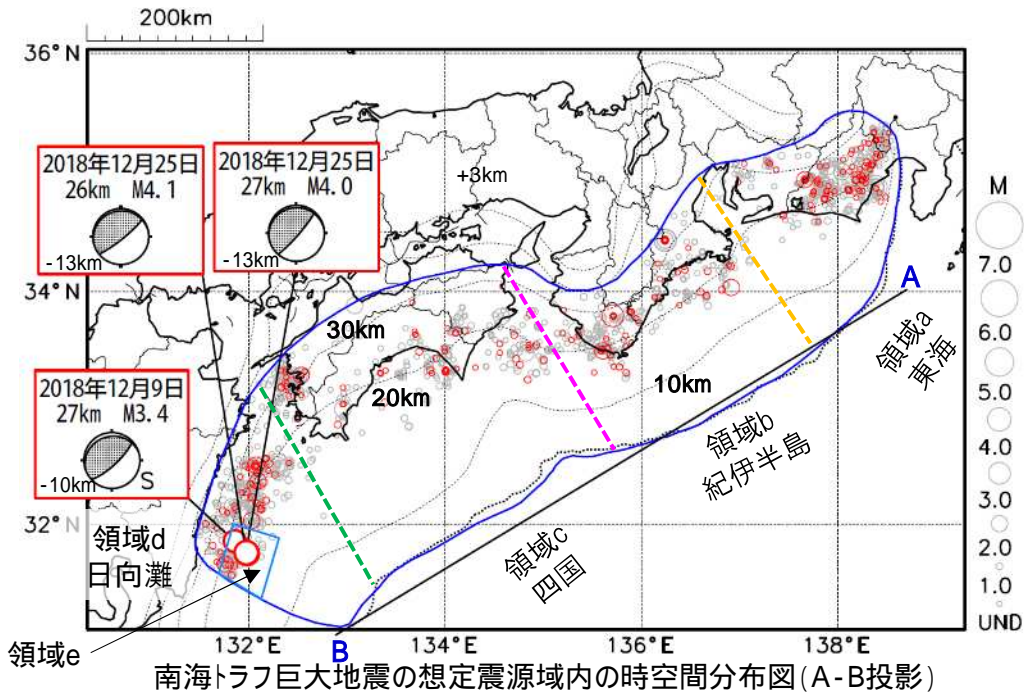 200km
36°N
2018年12月25日
26km M4.1
-13km
2018年12月25日
27km M4.0
-13km
+3km
M
7.0
6.0
5.0
4.0
3.0
2.0
1.0
UND
34°N
30km
20km
10km
A
領域a
東海
領域b
紀伊半島
領域c
四国
2018年12月9日
27km M3.4
-10km
S
32°N
領域d
日向灘
領域e
B
132°E
134°E
136°E
138°E
南海トラフ巨大地震の想定震源域内の時空間分布図(A-B投影)